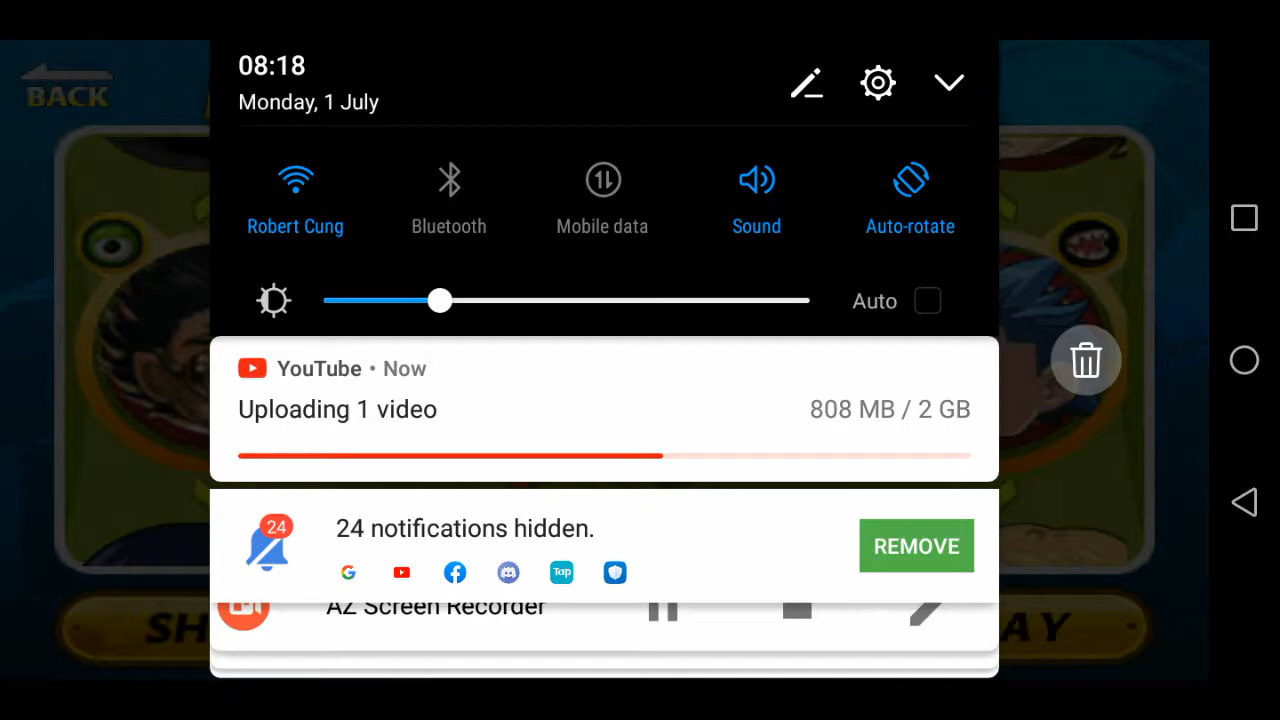 08:18
Monday, 1 July
BACK
Robert Cung
Bluetooth
Mobile data
Sound
Auto-rotate
Auto
YouTube • Now
Uploading 1 video
808 MB / 2 GB
24
24 notifications hidden.
REMOVE
Tap
AZ Screen Recorder